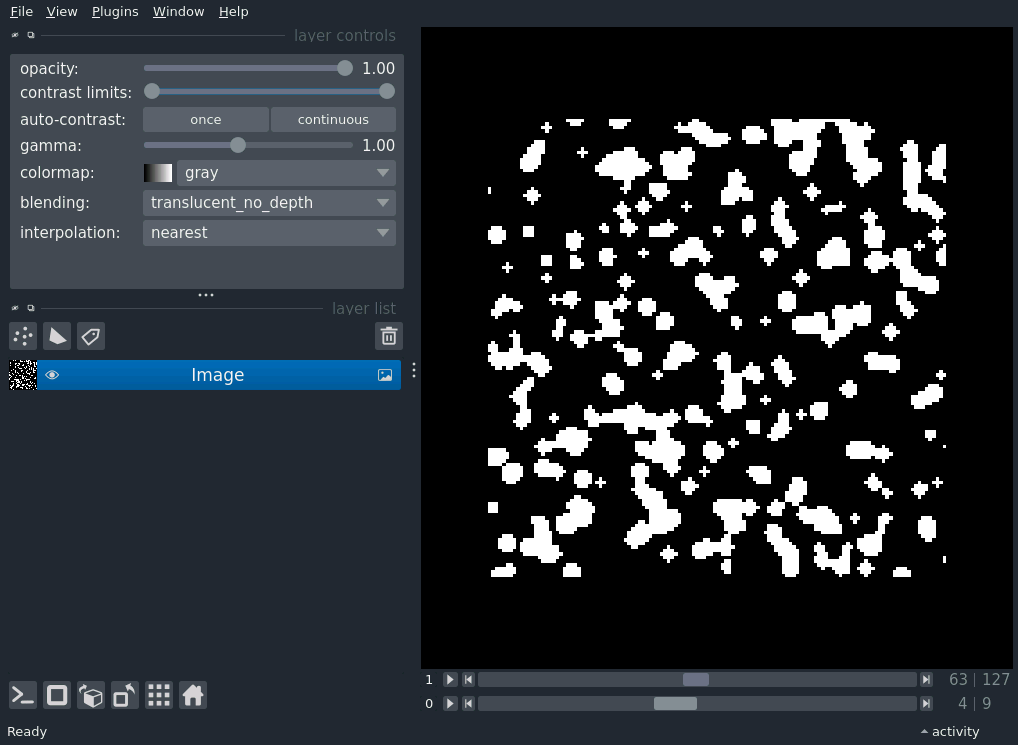 File View Plugins Window Help
layer controls
opacity: 1.00
contrast limits:
auto-contrast: once continuous
gamma: 1.00
colormap: gray
blending: translucent_no_depth
interpolation: nearest
layer list
Image
1 63 | 127
0 4 | 9
Ready activity